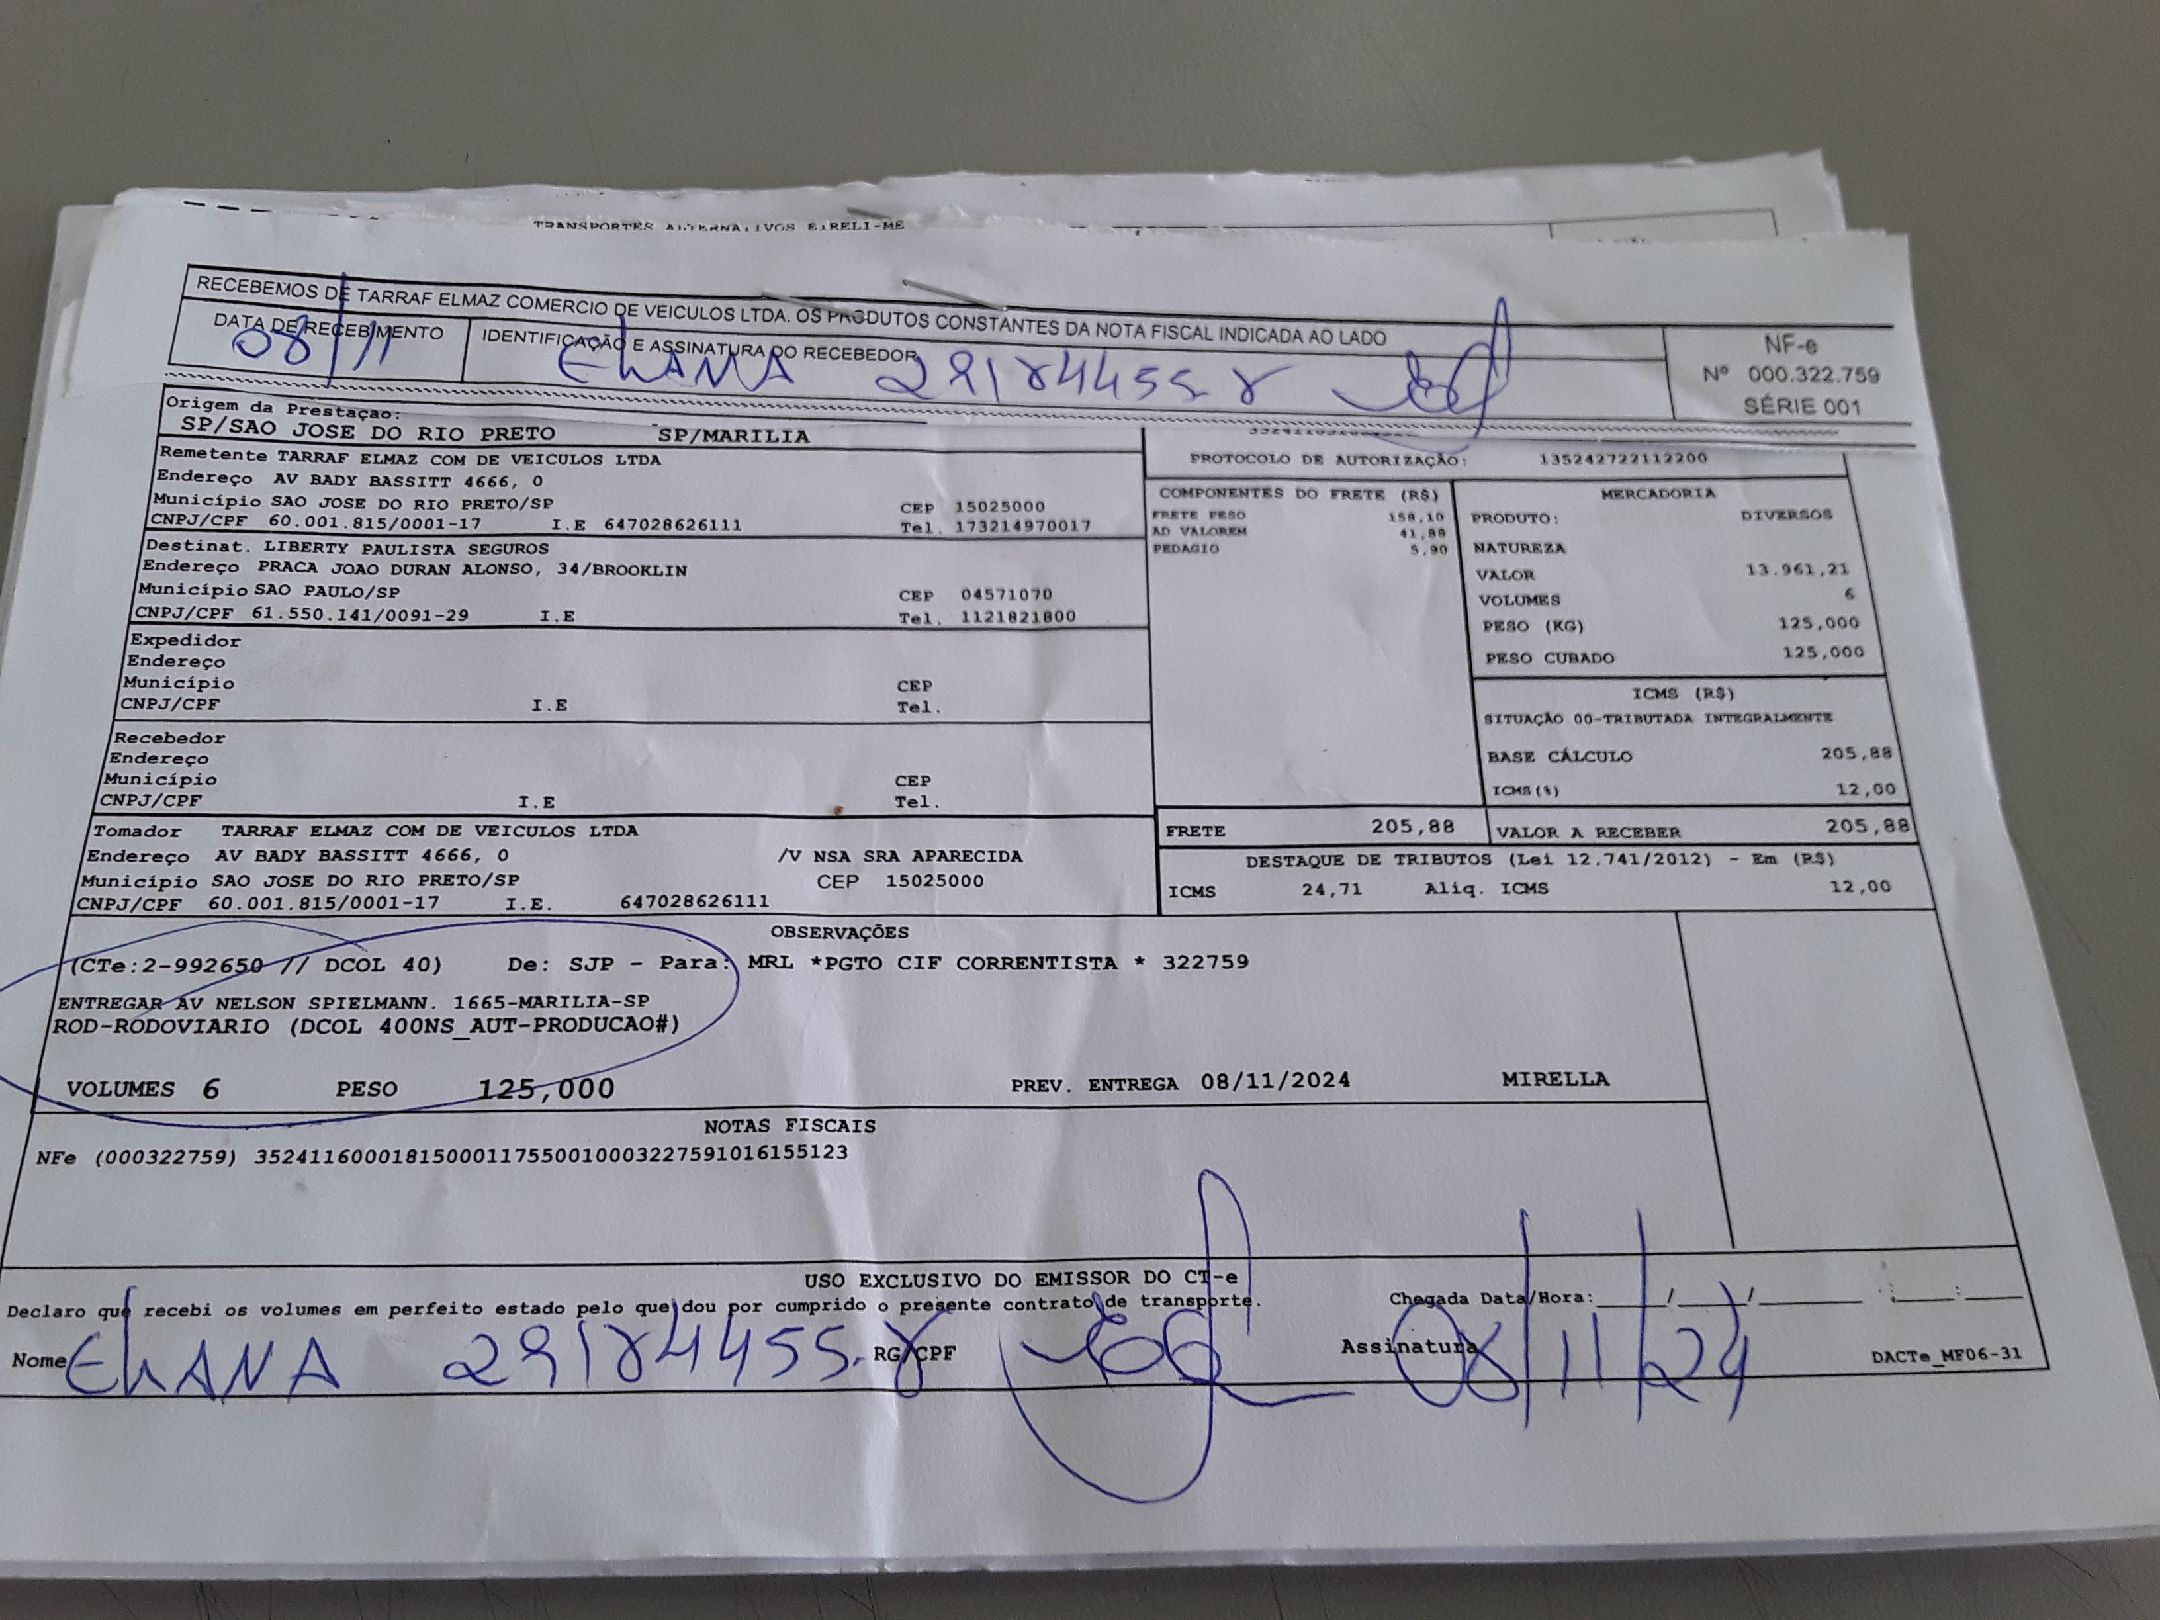 TRANSPORTES ALTERNATIVOS EIRELI-ME
RECEBEMOS DE TARRAF ELMAZ COMERCIO DE VEICULOS LTDA. OS PRODUTOS CONSTANTES DA NOTA FISCAL INDICADA AO LADO
DATA DE RECEBIMENTO
08/11
IDENTIFICAÇÃO E ASSINATURA DO RECEBEDOR
NF-e
Nº 000.322.759
SÉRIE 001
Origem da Prestação:
SP/SAO JOSE DO RIO PRETO SP/MARILIA
Remetente TARRAF ELMAZ COM DE VEICULOS LTDA
Endereço AV BADY BASSITT 4666, 0
Município SAO JOSE DO RIO PRETO/SP CEP 15025000
CNPJ/CPF 60.001.815/0001-17 I.E 647028626111 Tel. 173214970017
Destinat. LIBERTY PAULISTA SEGUROS
Endereço PRACA JOAO DURAN ALONSO, 34/BROOKLIN
Município SAO PAULO/SP CEP 04571070
CNPJ/CPF 61.550.141/0091-29 I.E Tel. 1121821800
Expedidor
Endereço
Município CEP
CNPJ/CPF I.E Tel.
Recebedor
Endereço
Município CEP
CNPJ/CPF I.E Tel.
Tomador TARRAF ELMAZ COM DE VEICULOS LTDA
Endereço AV BADY BASSITT 4666, 0 /V NSA SRA APARECIDA
Município SAO JOSE DO RIO PRETO/SP CEP 15025000
CNPJ/CPF 60.001.815/0001-17 I.E. 647028626111
PROTOCOLO DE AUTORIZAÇÃO: 135242722112200
COMPONENTES DO FRETE (R$)
FRETE PESO 158,10
AD VALOREM 41,88
PEDAGIO 5,90
MERCADORIA
PRODUTO: DIVERSOS
NATUREZA
VALOR 13.961,21
VOLUMES 6
PESO (KG) 125,000
PESO CUBADO 125,000
ICMS (R$)
SITUAÇÃO 00-TRIBUTADA INTEGRALMENTE
BASE CÁLCULO 205,88
ICMS(%) 12,00
FRETE 205,88 VALOR A RECEBER 205,88
DESTAQUE DE TRIBUTOS (Lei 12.741/2012) - Em (R$)
ICMS 24,71 Aliq. ICMS 12,00
OBSERVAÇÕES
(CTe:2-992650 // DCOL 40) De: SJP - Para: MRL *PGTO CIF CORRENTISTA * 322759
ENTREGAR AV NELSON SPIELMANN. 1665-MARILIA-SP
ROD-RODOVIARIO (DCOL 400NS_AUT-PRODUCAO#)
VOLUMES 6 PESO 125,000 PREV. ENTREGA 08/11/2024 MIRELLA
NOTAS FISCAIS
NFe (000322759) 35241160001815000117550010003227591016155123
USO EXCLUSIVO DO EMISSOR DO CT-e
Declaro que recebi os volumes em perfeito estado pelo que dou por cumprido o presente contrato de transporte. Chegada Data/Hora:___/___/___ ___:___
Nome RG/CPF Assinatura 08/11/24 DACTe_MF06-31